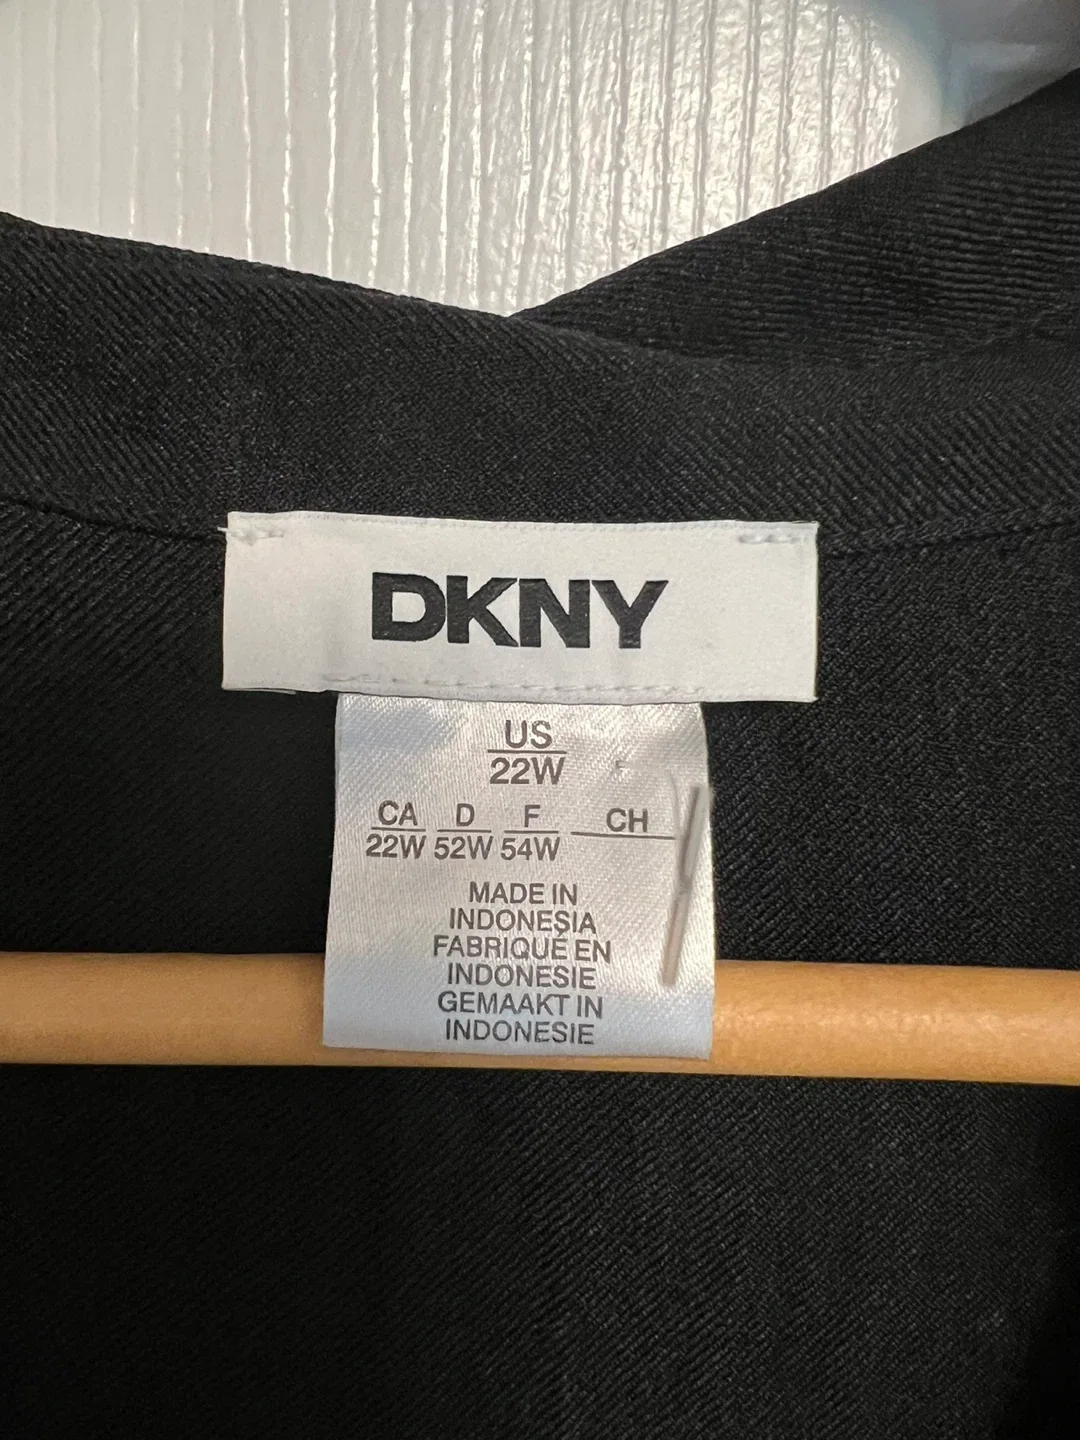 DKNY
US
22W
CA D F CH
22W 52W 54W
MADE IN
INDONESIA
FABRIQUÉ EN
INDONESIE
GEMAAKT IN
INDONESIE